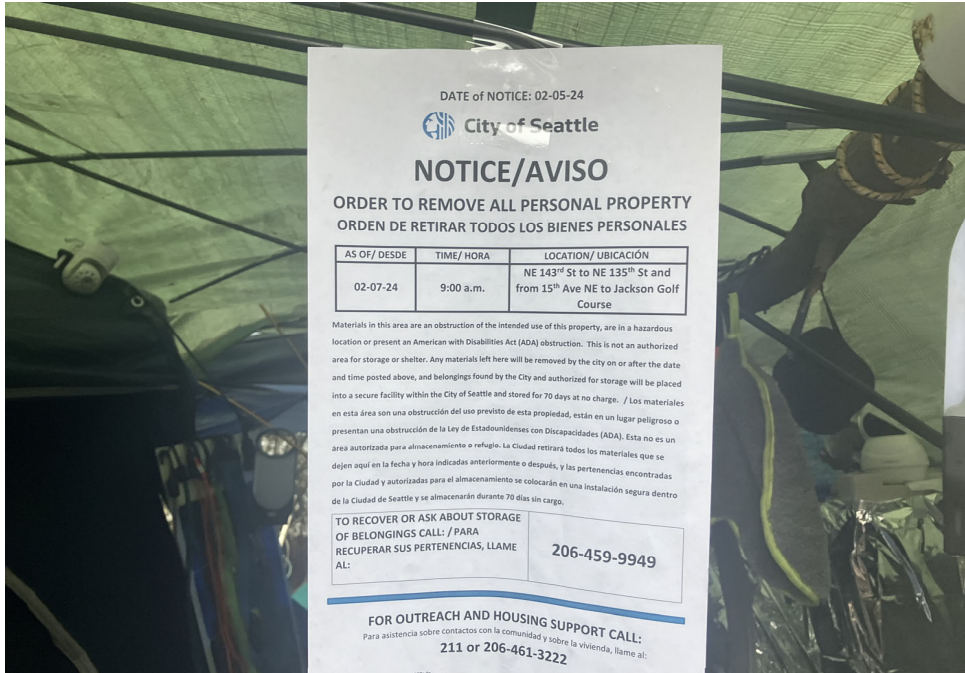 DATE of NOTICE: 02-05-24
City of Seattle
NOTICE/AVISO
ORDER TO REMOVE ALL PERSONAL PROPERTY
ORDEN DE RETIRAR TODOS LOS BIENES PERSONALES
AS OF/ DESDE TIME/ HORA LOCATION/ UBICACIÓN
02-07-24 9:00 a.m. NE 143rd St to NE 135th St and
from 15th Ave NE to Jackson Golf
Course
Materials in this area are an obstruction of the intended use of this property, are in a hazardous
location or present an American with Disabilities Act (ADA) obstruction. This is not an authorized
area for storage or shelter. Any materials left here will be removed by the city on or after the date
and time posted above, and belongings found by the City and authorized for storage will be placed
into a secure facility within the City of Seattle and stored for 70 days at no charge. / Los materiales
en esta área son una obstrucción del uso previsto de esta propiedad, están en un lugar peligroso o
presentan una obstrucción de la Ley de Estadounidenses con Discapacidades (ADA). Esta no es un
área autorizada para almacenamiento o refugio. La Ciudad retirará todos los materiales que se
dejen aquí en la fecha y hora indicadas anteriormente o después, y las pertenencias encontradas
por la Ciudad y autorizadas para el almacenamiento se colocarán en una instalación segura dentro
de la Ciudad de Seattle y se almacenarán durante 70 días sin cargo.
TO RECOVER OR ASK ABOUT STORAGE
OF BELONGINGS CALL: / PARA
RECUPERAR SUS PERTENENCIAS, LLAME
AL:
206-459-9949
FOR OUTREACH AND HOUSING SUPPORT CALL:
Para asistencia sobre contactos con la comunidad y sobre la vivienda, llame al:
211 or 206-461-3222